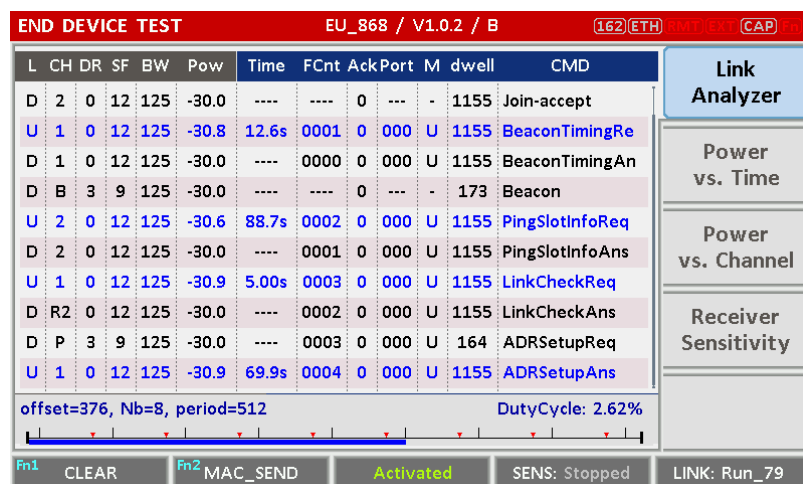 END DEVICE TEST EU_868 / V1.0.2 / B 162 ETH RMT EXT CAP Fn
L CH DR SF BW Pow Time FCnt Ack Port M dwell CMD
D 2 0 12 125 -30.0 ---- ---- 0 --- - 1155 Join-accept
U 1 0 12 125 -30.8 12.6s 0001 0 000 U 1155 BeaconTimingRe
D 1 0 12 125 -30.0 ---- 0000 0 000 U 1155 BeaconTimingAn
D B 3 9 125 -30.0 ---- ---- 0 --- - 173 Beacon
U 2 0 12 125 -30.6 88.7s 0002 0 000 U 1155 PingSlotInfoReq
D 2 0 12 125 -30.0 ---- 0001 0 000 U 1155 PingSlotInfoAns
U 1 0 12 125 -30.9 5.00s 0003 0 000 U 1155 LinkCheckReq
D R2 0 12 125 -30.0 ---- 0002 0 000 U 1155 LinkCheckAns
D P 3 9 125 -30.0 ---- 0003 0 000 U 164 ADRSetupReq
U 1 0 12 125 -30.9 69.9s 0004 0 000 U 1155 ADRSetupAns
offset=376, Nb=8, period=512 DutyCycle: 2.62%
Link
Analyzer
Power
vs. Time
Power
vs. Channel
Receiver
Sensitivity
Fn1 CLEAR Fn2 MAC_SEND Activated SENS: Stopped LINK: Run_79